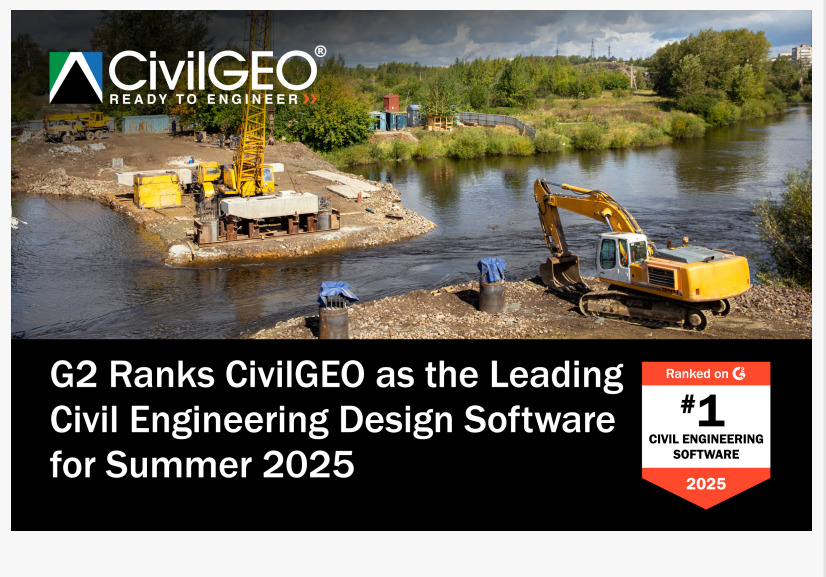 CivilGEO®
READY TO ENGINEER
G2 Ranks CivilGEO as the Leading
Civil Engineering Design Software
for Summer 2025
Ranked on G2
#1
CIVIL ENGINEERING
SOFTWARE
2025